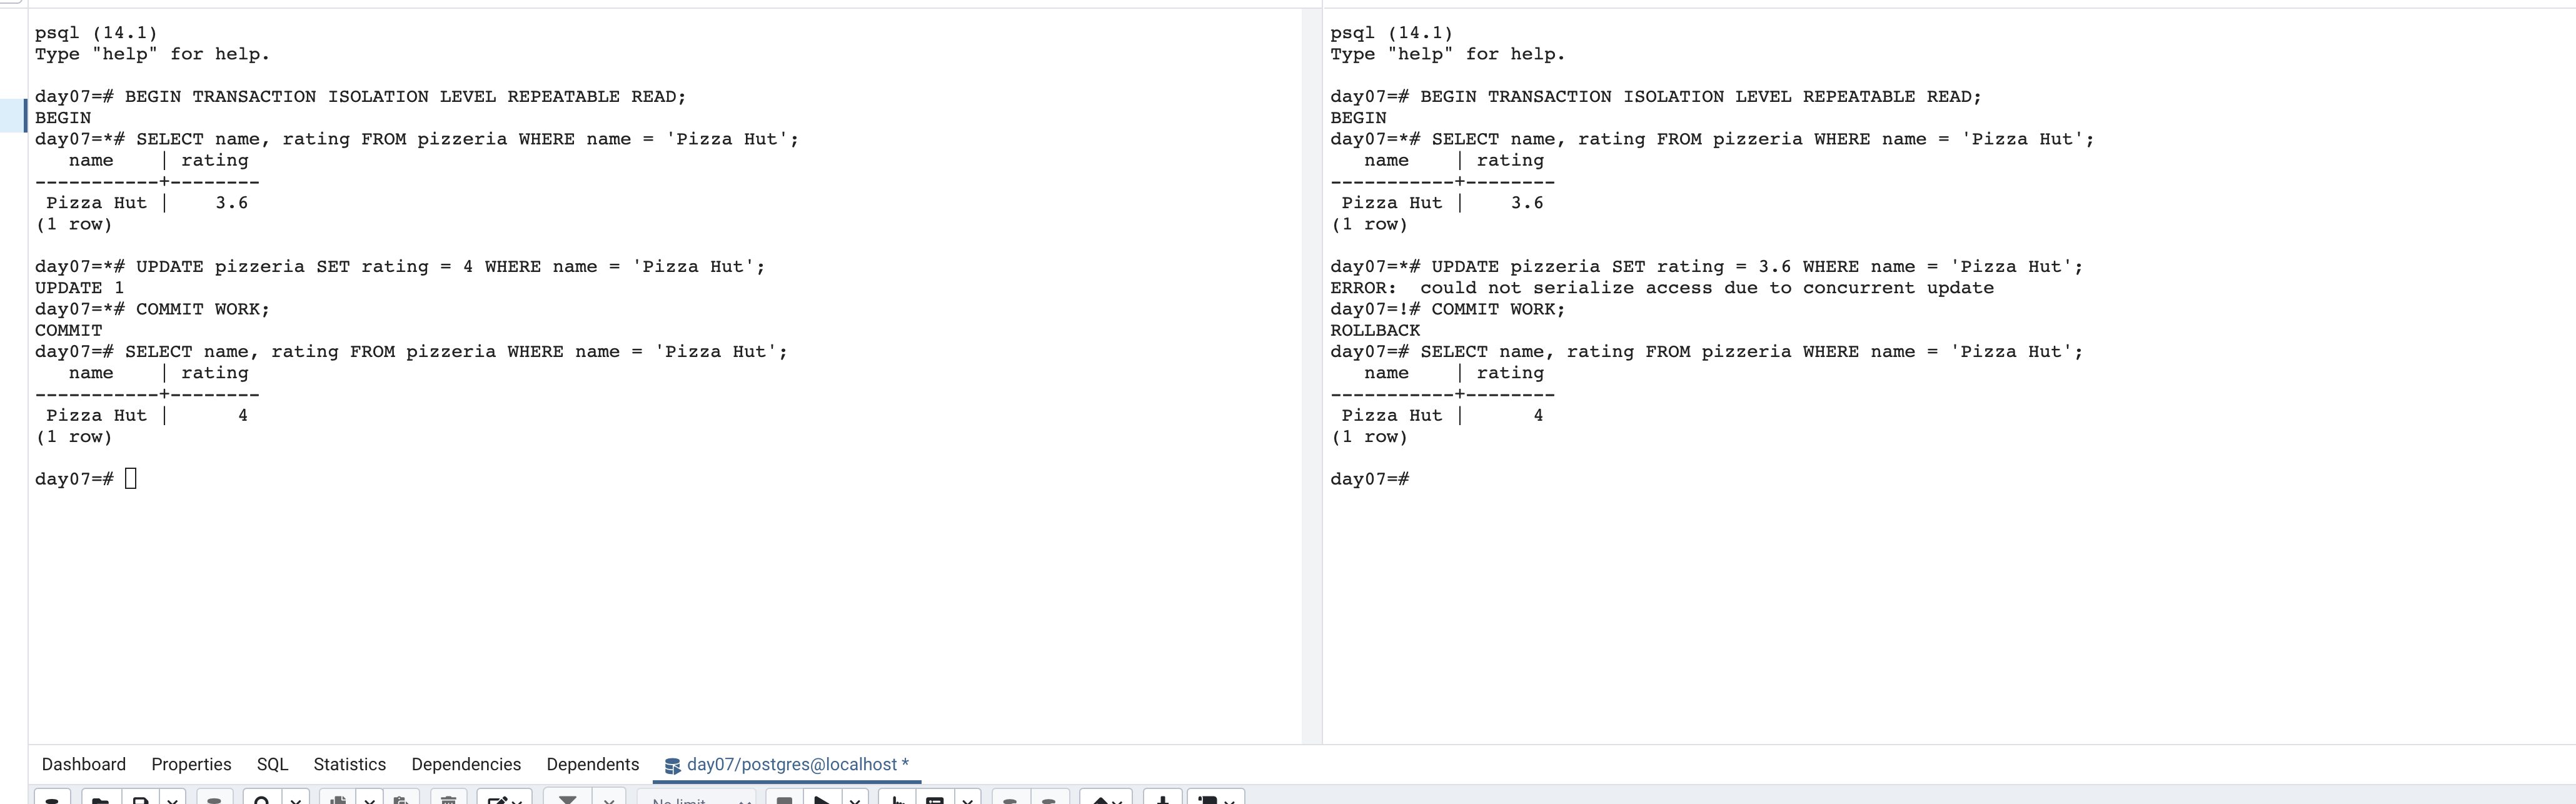 psql (14.1)
Type "help" for help.

day07=# BEGIN TRANSACTION ISOLATION LEVEL REPEATABLE READ;
BEGIN
day07=*# SELECT name, rating FROM pizzeria WHERE name = 'Pizza Hut';
   name    | rating
-----------+--------
 Pizza Hut |    3.6
(1 row)

day07=*# UPDATE pizzeria SET rating = 4 WHERE name = 'Pizza Hut';
UPDATE 1
day07=*# COMMIT WORK;
COMMIT
day07=# SELECT name, rating FROM pizzeria WHERE name = 'Pizza Hut';
   name    | rating
-----------+--------
 Pizza Hut |      4
(1 row)

day07=#
psql (14.1)
Type "help" for help.

day07=# BEGIN TRANSACTION ISOLATION LEVEL REPEATABLE READ;
BEGIN
day07=*# SELECT name, rating FROM pizzeria WHERE name = 'Pizza Hut';
   name    | rating
-----------+--------
 Pizza Hut |    3.6
(1 row)

day07=*# UPDATE pizzeria SET rating = 3.6 WHERE name = 'Pizza Hut';
ERROR:  could not serialize access due to concurrent update
day07=!# COMMIT WORK;
ROLLBACK
day07=# SELECT name, rating FROM pizzeria WHERE name = 'Pizza Hut';
   name    | rating
-----------+--------
 Pizza Hut |      4
(1 row)

day07=#
Dashboard Properties SQL Statistics Dependencies Dependents day07/postgres@localhost *
No limit